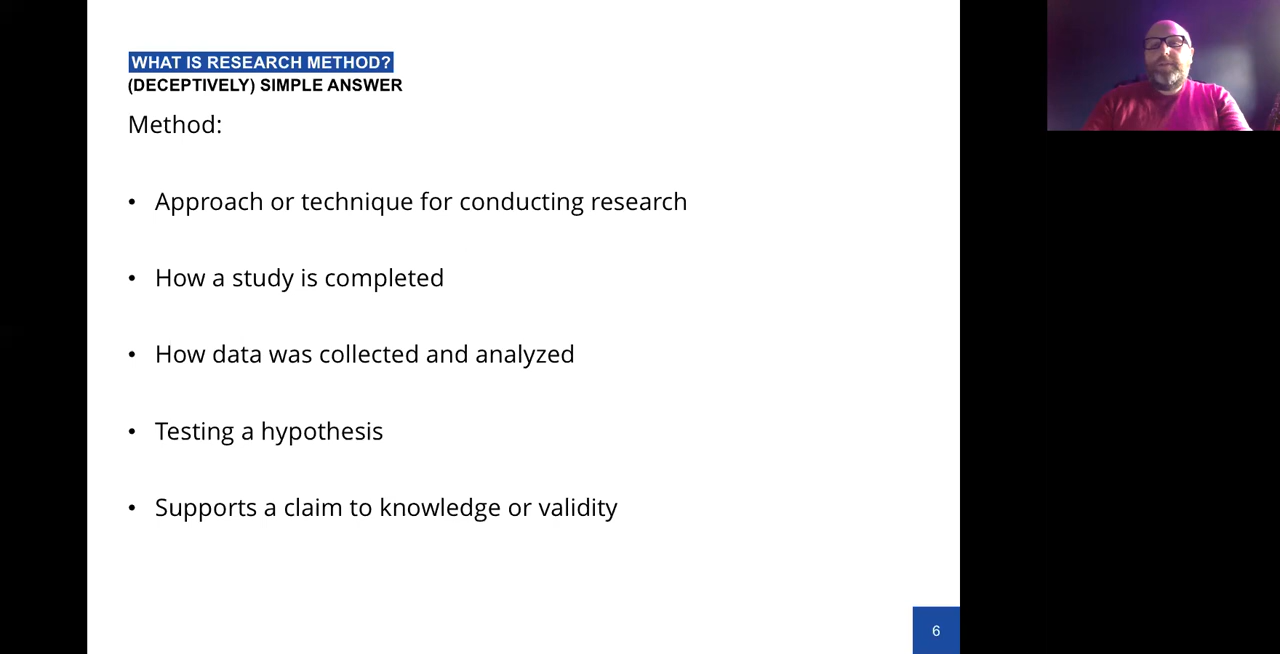 WHAT IS RESEARCH METHOD?
(DECEPTIVELY) SIMPLE ANSWER
Method:
• Approach or technique for conducting research
• How a study is completed
• How data was collected and analyzed
• Testing a hypothesis
• Supports a claim to knowledge or validity
6